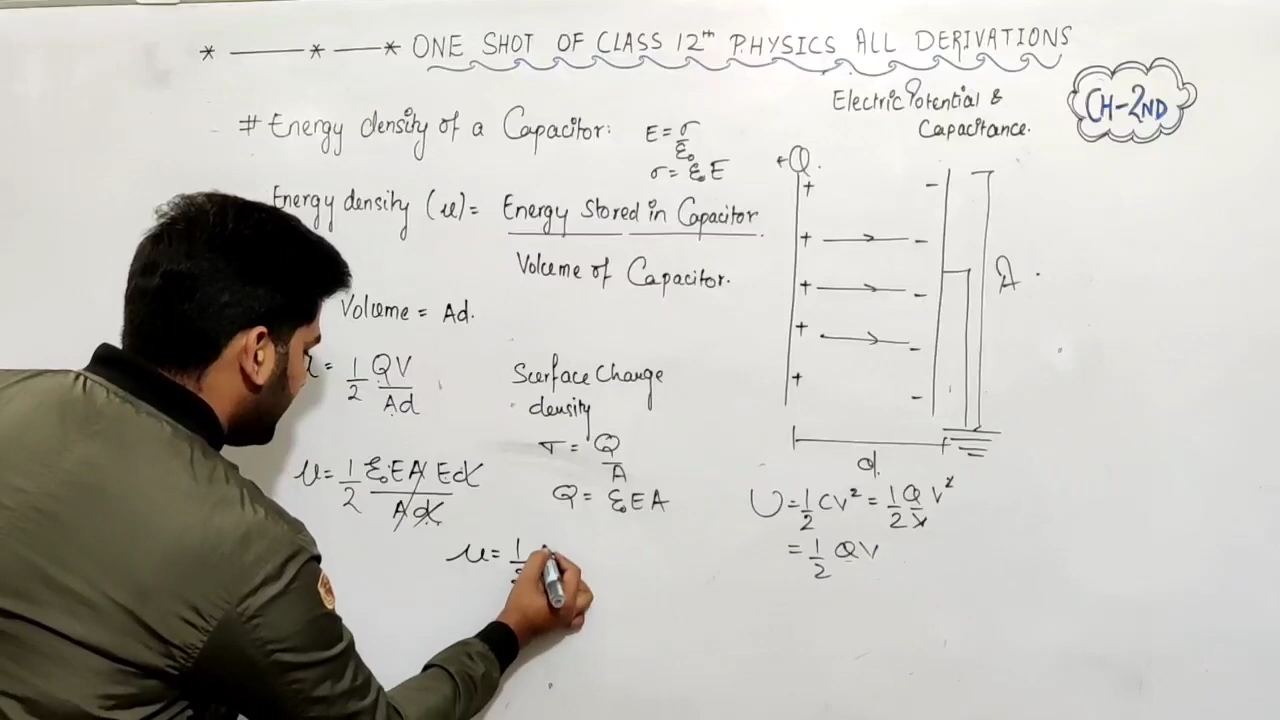 * —— * — * ONE SHOT OF CLASS 12th PHYSICS ALL DERIVATIONS
Electric Potential &
Capacitance.
CH-2ND
# Energy density of a Capacitor:
E = σ/ε₀
σ = ε₀E
Energy density (u) = Energy Stored in Capacitor / Volume of Capacitor.
Volume = Ad.
= 1/2 QV/Ad
Surface Charge
density
σ = Q/A
Q = ε₀EA
u = 1/2 ε₀EA Ed/Ad
u = 1/2
+Q.
+ -
+ -
+ -
+ -
+ -
A .
d.
U = 1/2 CV² = 1/2 Q/V V²
= 1/2 QV